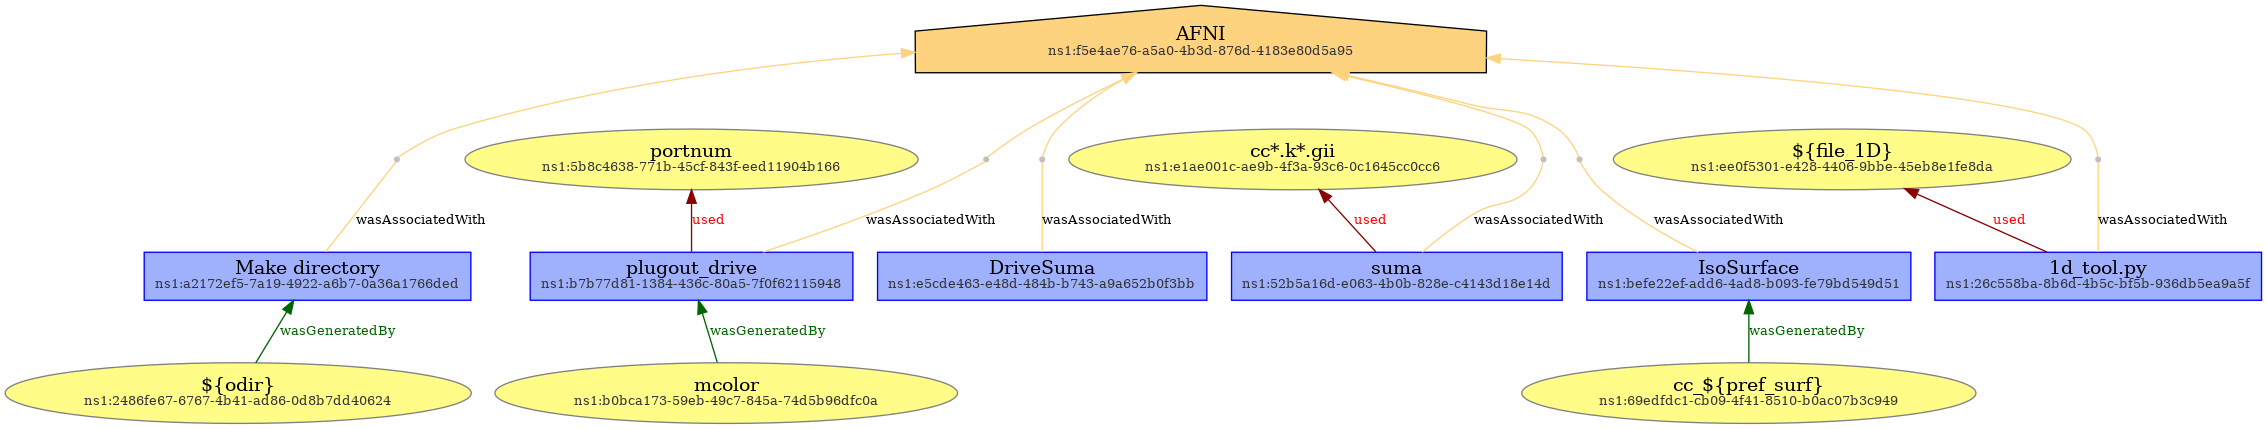 AFNI
ns1:f5e4ae76-a5a0-4b3d-876d-4183e80d5a95
portnum
ns1:5b8c4638-771b-45cf-843f-eed11904b166
cc*.k*.gii
ns1:e1ae001c-ae9b-4f3a-93c6-0c1645cc0cc6
${file_1D}
ns1:ee0f5301-e428-4406-9bbe-45eb8e1fe8da
wasAssociatedWith
used
wasAssociatedWith
wasAssociatedWith
used
wasAssociatedWith
wasAssociatedWith
used
wasAssociatedWith
Make directory
ns1:a2172ef5-7a19-4922-a6b7-0a36a1766ded
plugout_drive
ns1:b7b77d81-1384-436c-80a5-7f0f62115948
DriveSuma
ns1:e5cde463-e48d-484b-b743-a9a652b0f3bb
suma
ns1:52b5a16d-e063-4b0b-828e-c4143d18e14d
IsoSurface
ns1:befe22ef-add6-4ad8-b093-fe79bd549d51
1d_tool.py
ns1:26c558ba-8b6d-4b5c-bf5b-936db5ea9a5f
wasGeneratedBy
wasGeneratedBy
wasGeneratedBy
${odir}
ns1:2486fe67-6767-4b41-ad86-0d8b7dd40624
mcolor
ns1:b0bca173-59eb-49c7-845a-74d5b96dfc0a
cc_${pref_surf}
ns1:69edfdc1-cb09-4f41-8510-b0ac07b3c949